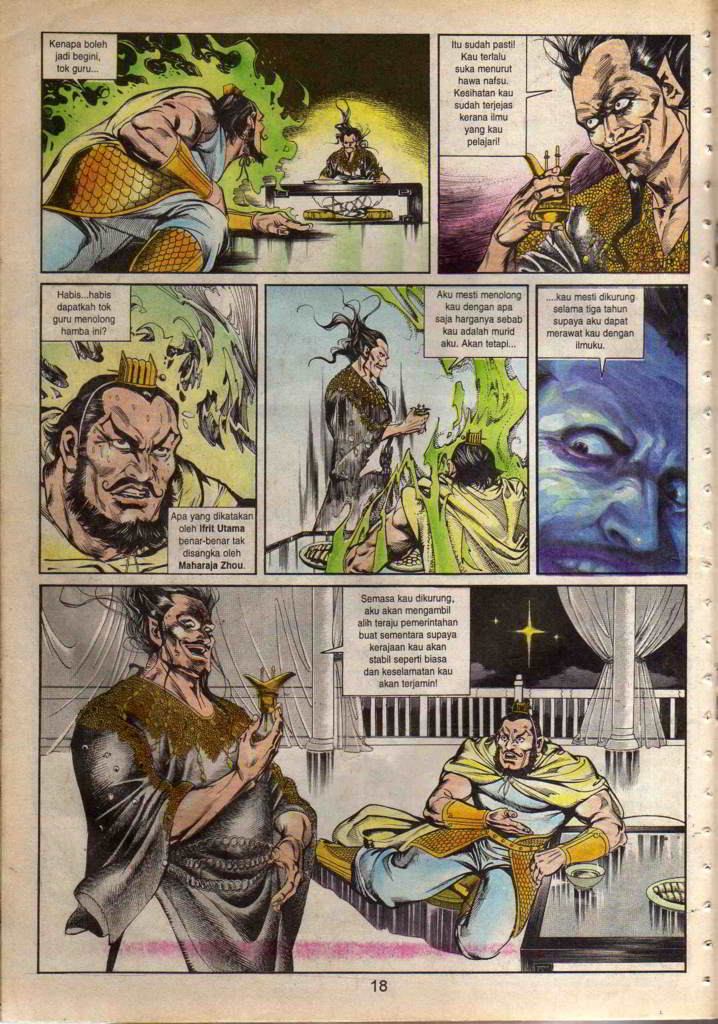 Kenapa boleh
jadi begini,
tok guru...
Itu sudah pasti!
Kau terlalu
suka menurut
hawa nafsu.
Kesihatan kau
sudah terjejas
kerana ilmu
yang kau
pelajari!
Habis...habis
dapatkah tok
guru menolong
hamba ini?
Apa yang dikatakan
oleh Ifrit Utama
benar-benar tak
disangka oleh
Maharaja Zhou.
Aku mesti menolong
kau dengan apa
saja harganya sebab
kau adalah murid
aku. Akan tetapi...
....kau mesti dikurung
selama tiga tahun
supaya aku dapat
merawat kau dengan
ilmuku.
Semasa kau dikurung,
aku akan mengambil
alih teraju pemerintahan
buat sementara supaya
kerajaan kau akan
stabil seperti biasa
dan keselamatan kau
akan terjamin!
18